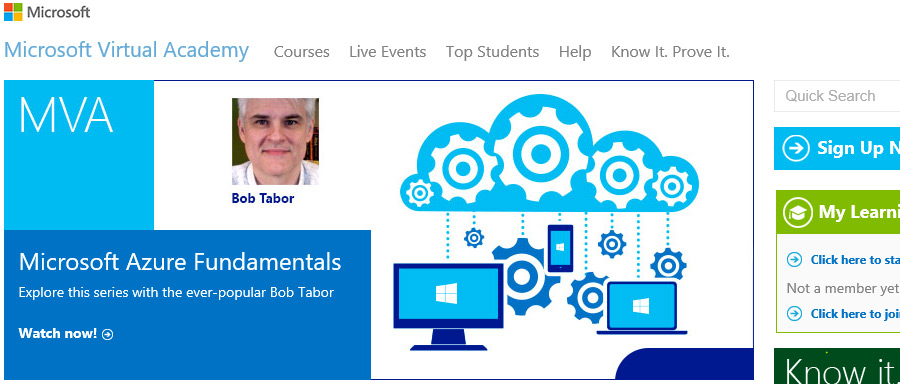 Microsoft
Microsoft Virtual Academy Courses Live Events Top Students Help Know It. Prove It.
MVA
Bob Tabor
Microsoft Azure Fundamentals
Explore this series with the ever-popular Bob Tabor
Watch now!
Quick Search
Sign Up N
My Learni
Click here to sta
Not a member yet
Click here to joi
Know it.